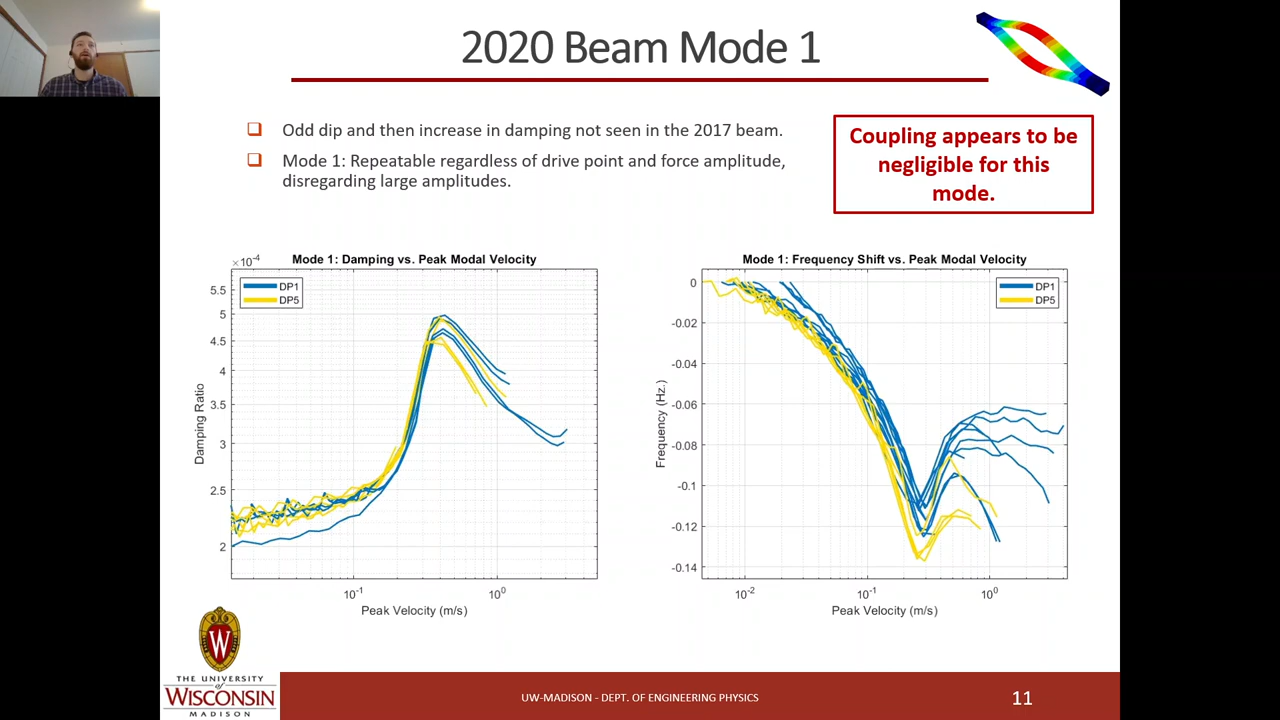 2020 Beam Mode 1
Odd dip and then increase in damping not seen in the 2017 beam.
Mode 1: Repeatable regardless of drive point and force amplitude,
disregarding large amplitudes.
Coupling appears to be
negligible for this
mode.
Mode 1: Damping vs. Peak Modal Velocity
×10⁻⁴
DP1
DP5
5.5
5
4.5
4
3.5
3
2.5
2
Damping Ratio
10⁻¹
10⁰
Peak Velocity (m/s)
Mode 1: Frequency Shift vs. Peak Modal Velocity
DP1
DP5
0
-0.02
-0.04
-0.06
-0.08
-0.1
-0.12
-0.14
Frequency (Hz.)
10⁻²
10⁻¹
10⁰
Peak Velocity (m/s)
W
THE UNIVERSITY
of
WISCONSIN
MADISON
UW-MADISON - DEPT. OF ENGINEERING PHYSICS
11